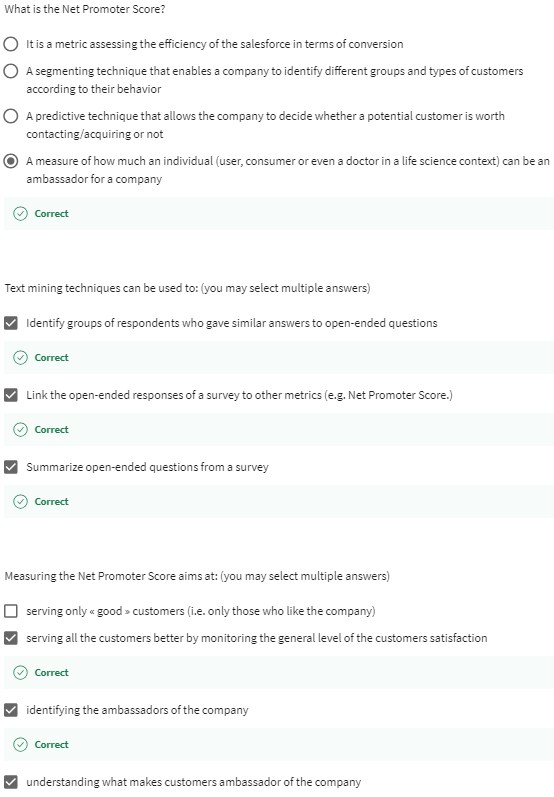 What is the Net Promoter Score?
It is a metric assessing the efficiency of the salesforce in terms of conversion
A segmenting technique that enables a company to identify different groups and types of customers
according to their behavior
A predictive technique that allows the company to decide whether a potential customer is worth
contacting/acquiring or not
A measure of how much an individual (user, consumer or even a doctor in a life science context) can be an
ambassador for a company
Correct
Text mining techniques can be used to: (you may select multiple answers)
Identify groups of respondents who gave similar answers to open-ended questions
Correct
Link the open-ended responses of a survey to other metrics (e.g. Net Promoter Score.)
Correct
Summarize open-ended questions from a survey
Correct
Measuring the Net Promoter Score aims at: (you may select multiple answers)
serving only « good » customers (i.e. only those who like the company)
serving all the customers better by monitoring the general level of the customers satisfaction
Correct
identifying the ambassadors of the company
Correct
understanding what makes customers ambassador of the company